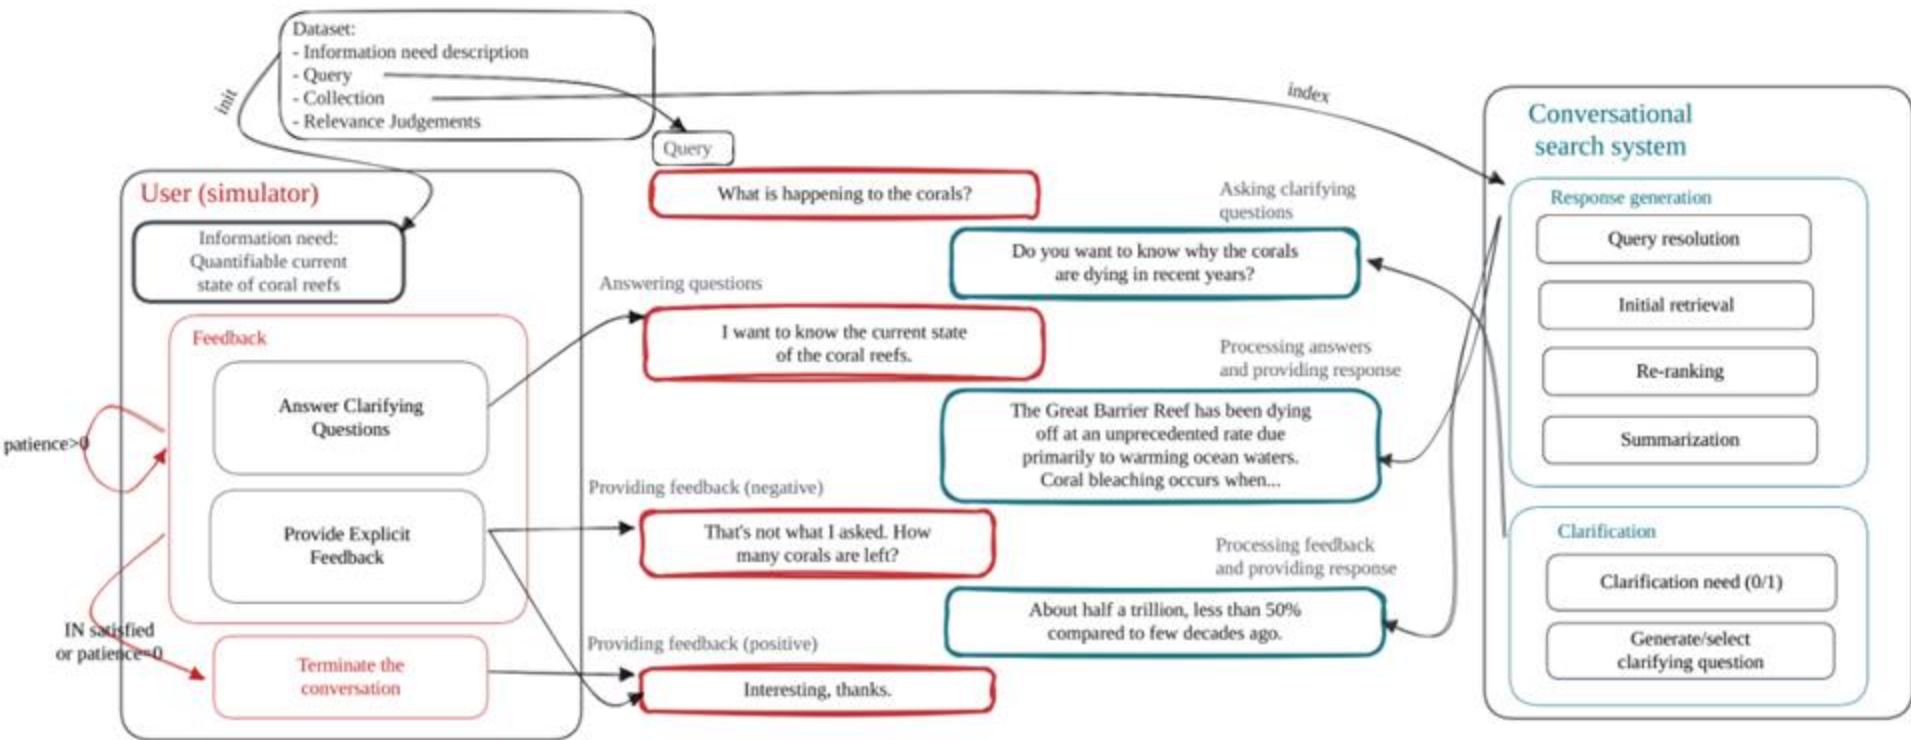 Dataset:
- Information need description
- Query
- Collection
- Relevance Judgements
init
index
Query
User (simulator)
Information need:
Quantifiable current
state of coral reefs
Feedback
Answer Clarifying
Questions
Provide Explicit
Feedback
Terminate the
conversation
patience>0
IN satisfied
or patience=0
What is happening to the corals?
Asking clarifying
questions
Do you want to know why the corals
are dying in recent years?
Answering questions
I want to know the current state
of the coral reefs.
Processing answers
and providing response
The Great Barrier Reef has been dying
off at an unprecedented rate due
primarily to warming ocean waters.
Coral bleaching occurs when...
Providing feedback (negative)
That's not what I asked. How
many corals are left?
Processing feedback
and providing response
About half a trillion, less than 50%
compared to few decades ago.
Providing feedback (positive)
Interesting, thanks.
Conversational
search system
Response generation
Query resolution
Initial retrieval
Re-ranking
Summarization
Clarification
Clarification need (0/1)
Generate/select
clarifying question